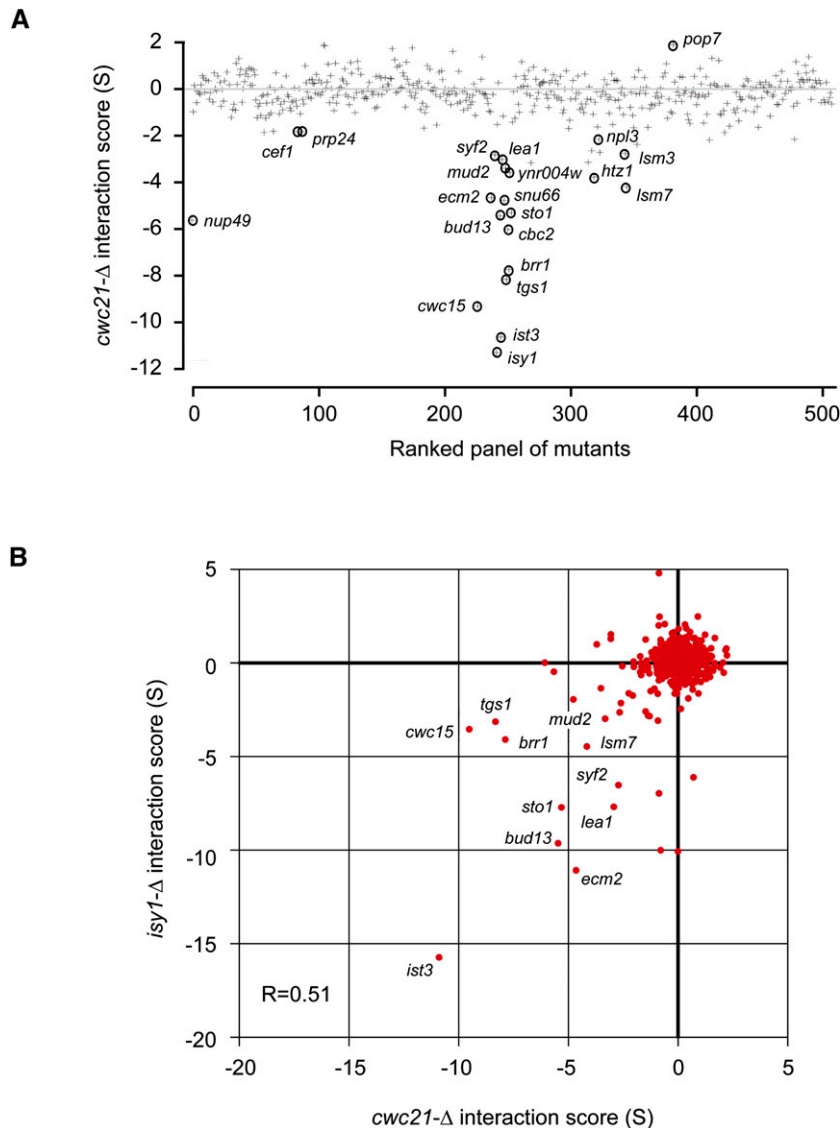 A
cwc21-Δ interaction score (S)
2
0
-2
-4
-6
-8
-10
-12
pop7
cef1
prp24
npl3
syf2
lea1
lsm3
mud2
ynr004w
htz1
ecm2
snu66
lsm7
nup49
bud13
sto1
cbc2
brr1
tgs1
cwc15
ist3
isy1
0 100 200 300 400 500
Ranked panel of mutants
B
isy1-Δ interaction score (S)
5
0
-5
-10
-15
-20
tgs1
cwc15
brr1
mud2
lsm7
syf2
sto1
lea1
bud13
ecm2
ist3
R=0.51
-20 -15 -10 -5 0 5
cwc21-Δ interaction score (S)